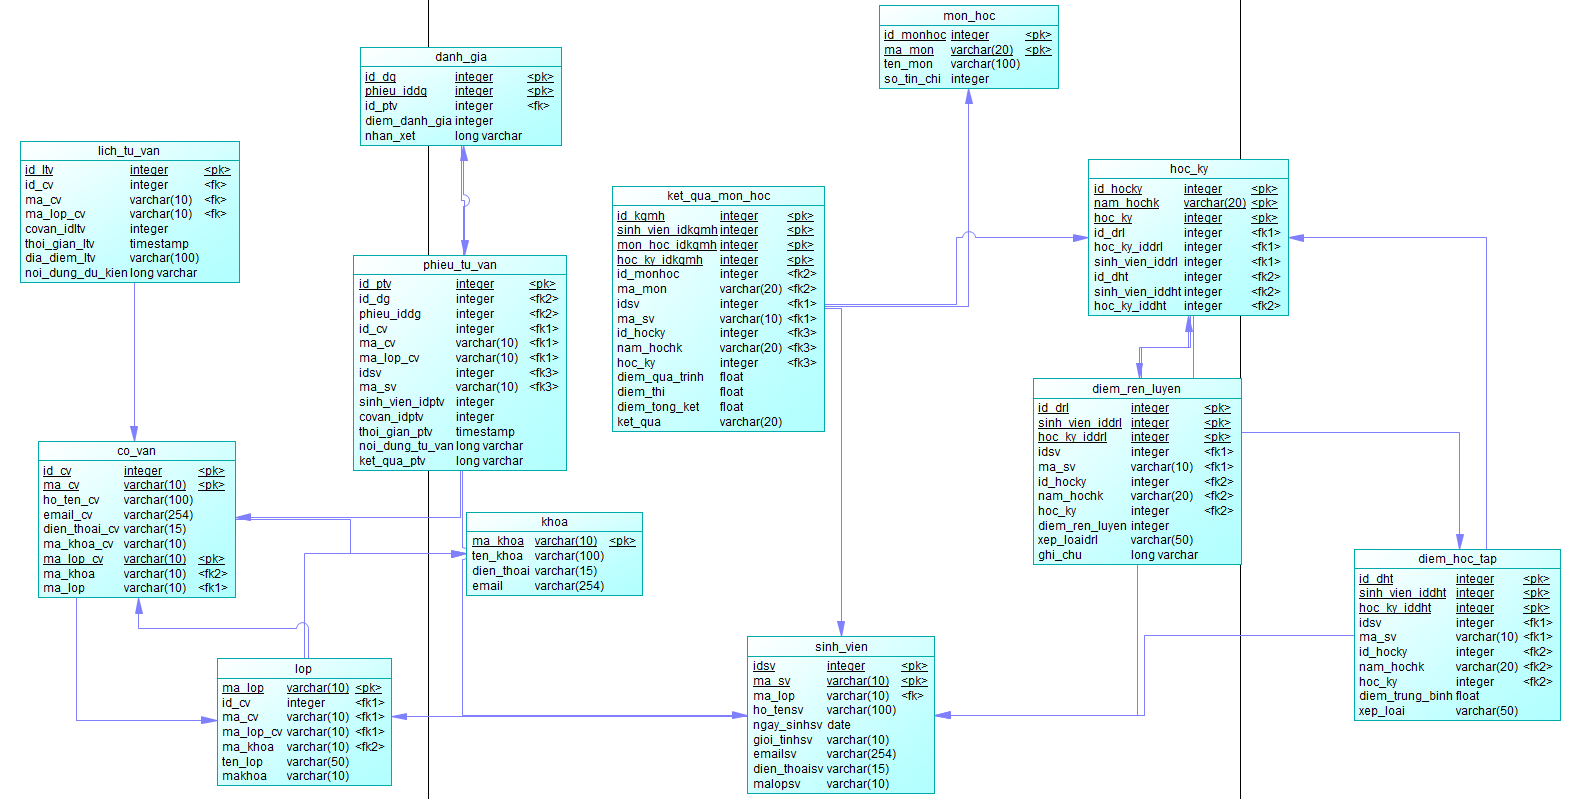 mon_hoc
id_monhoc integer <pk>
ma_mon varchar(20) <pk>
ten_mon varchar(100)
so_tin_chi integer
danh_gia
id_dg integer <pk>
phieu_iddg integer <pk>
id_ptv integer <fk>
diem_danh_gia integer
nhan_xet long varchar
lich_tu_van
id_ltv integer <pk>
id_cv integer <fk>
ma_cv varchar(10) <fk>
ma_lop_cv varchar(10) <fk>
covan_idltv integer
thoi_gian_ltv timestamp
dia_diem_ltv varchar(100)
noi_dung_du_kien long varchar
hoc_ky
id_hocky integer <pk>
nam_hochk varchar(20) <pk>
hoc_ky integer <pk>
id_drl integer <fk1>
hoc_ky_iddrl integer <fk1>
sinh_vien_iddrl integer <fk1>
id_dht integer <fk2>
sinh_vien_iddht integer <fk2>
hoc_ky_iddht integer <fk2>
ket_qua_mon_hoc
id_kqmh integer <pk>
sinh_vien_idkqmh integer <pk>
mon_hoc_idkqmh integer <pk>
hoc_ky_idkqmh integer <pk>
id_monhoc integer <fk2>
ma_mon varchar(20) <fk2>
idsv integer <fk1>
ma_sv varchar(10) <fk1>
id_hocky integer <fk3>
nam_hochk varchar(20) <fk3>
hoc_ky integer <fk3>
diem_qua_trinh float
diem_thi float
diem_tong_ket float
ket_qua varchar(20)
phieu_tu_van
id_ptv integer <pk>
id_dg integer <fk2>
phieu_iddg integer <fk2>
id_cv integer <fk1>
ma_cv varchar(10) <fk1>
ma_lop_cv varchar(10) <fk1>
idsv integer <fk3>
ma_sv varchar(10) <fk3>
sinh_vien_idptv integer
covan_idptv integer
thoi_gian_ptv timestamp
noi_dung_tu_van long varchar
ket_qua_ptv long varchar
diem_ren_luyen
id_drl integer <pk>
sinh_vien_iddrl integer <pk>
hoc_ky_iddrl integer <pk>
idsv integer <fk1>
ma_sv varchar(10) <fk1>
id_hocky integer <fk2>
nam_hochk varchar(20) <fk2>
hoc_ky integer <fk2>
diem_ren_luyen integer
xep_loaidrl varchar(50)
ghi_chu long varchar
co_van
id_cv integer <pk>
ma_cv varchar(10) <pk>
ho_ten_cv varchar(100)
email_cv varchar(254)
dien_thoai_cv varchar(15)
ma_khoa_cv varchar(10)
ma_lop_cv varchar(10) <pk>
ma_khoa varchar(10) <fk2>
ma_lop varchar(10) <fk1>
khoa
ma_khoa varchar(10) <pk>
ten_khoa varchar(100)
dien_thoai varchar(15)
email varchar(254)
diem_hoc_tap
id_dht integer <pk>
sinh_vien_iddht integer <pk>
hoc_ky_iddht integer <pk>
idsv integer <fk1>
ma_sv varchar(10) <fk1>
id_hocky integer <fk2>
nam_hochk varchar(20) <fk2>
hoc_ky integer <fk2>
diem_trung_binh float
xep_loai varchar(50)
sinh_vien
idsv integer <pk>
ma_sv varchar(10) <pk>
ma_lop varchar(10) <fk>
ho_tensv varchar(100)
ngay_sinhsv date
gioi_tinhsv varchar(10)
emailsv varchar(254)
dien_thoaisv varchar(15)
malopsv varchar(10)
lop
ma_lop varchar(10) <pk>
id_cv integer <fk1>
ma_cv varchar(10) <fk1>
ma_lop_cv varchar(10) <fk1>
ma_khoa varchar(10) <fk2>
ten_lop varchar(50)
makhoa varchar(10)